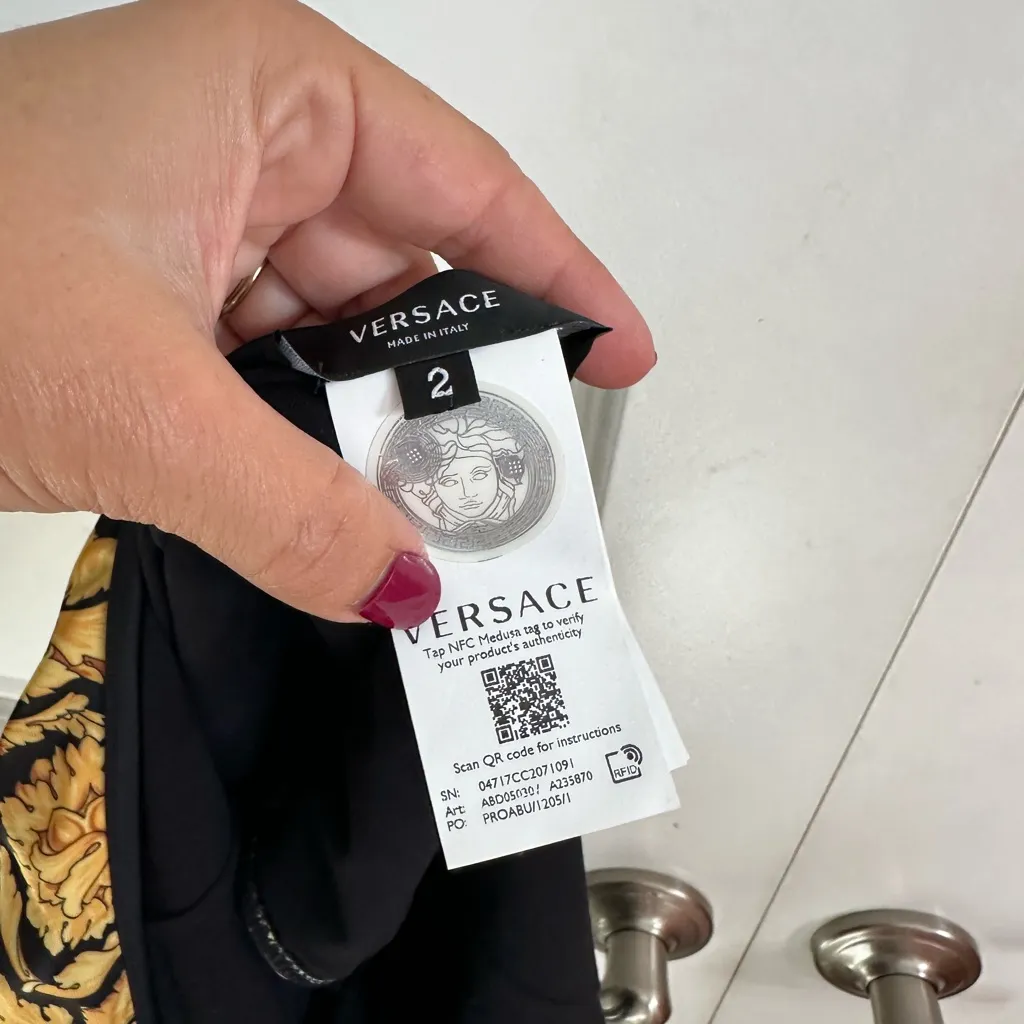 VERSACE
MADE IN ITALY
2
VERSACE
Tap NFC Medusa tag to verify
your product's authenticity
Scan QR code for instructions
SN: 04717CC2071091
Art: ABD05030/ A235870
PO: PROABU/1205/1
RFID